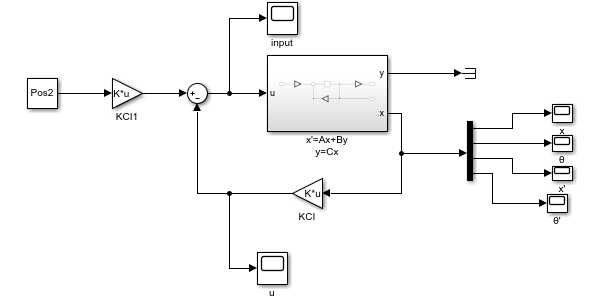 input
Pos2
K*u
KCl1
+
-
u
y
x
x'=Ax+By
y=Cx
K*u
KCl
x
θ
x'
θ'
u